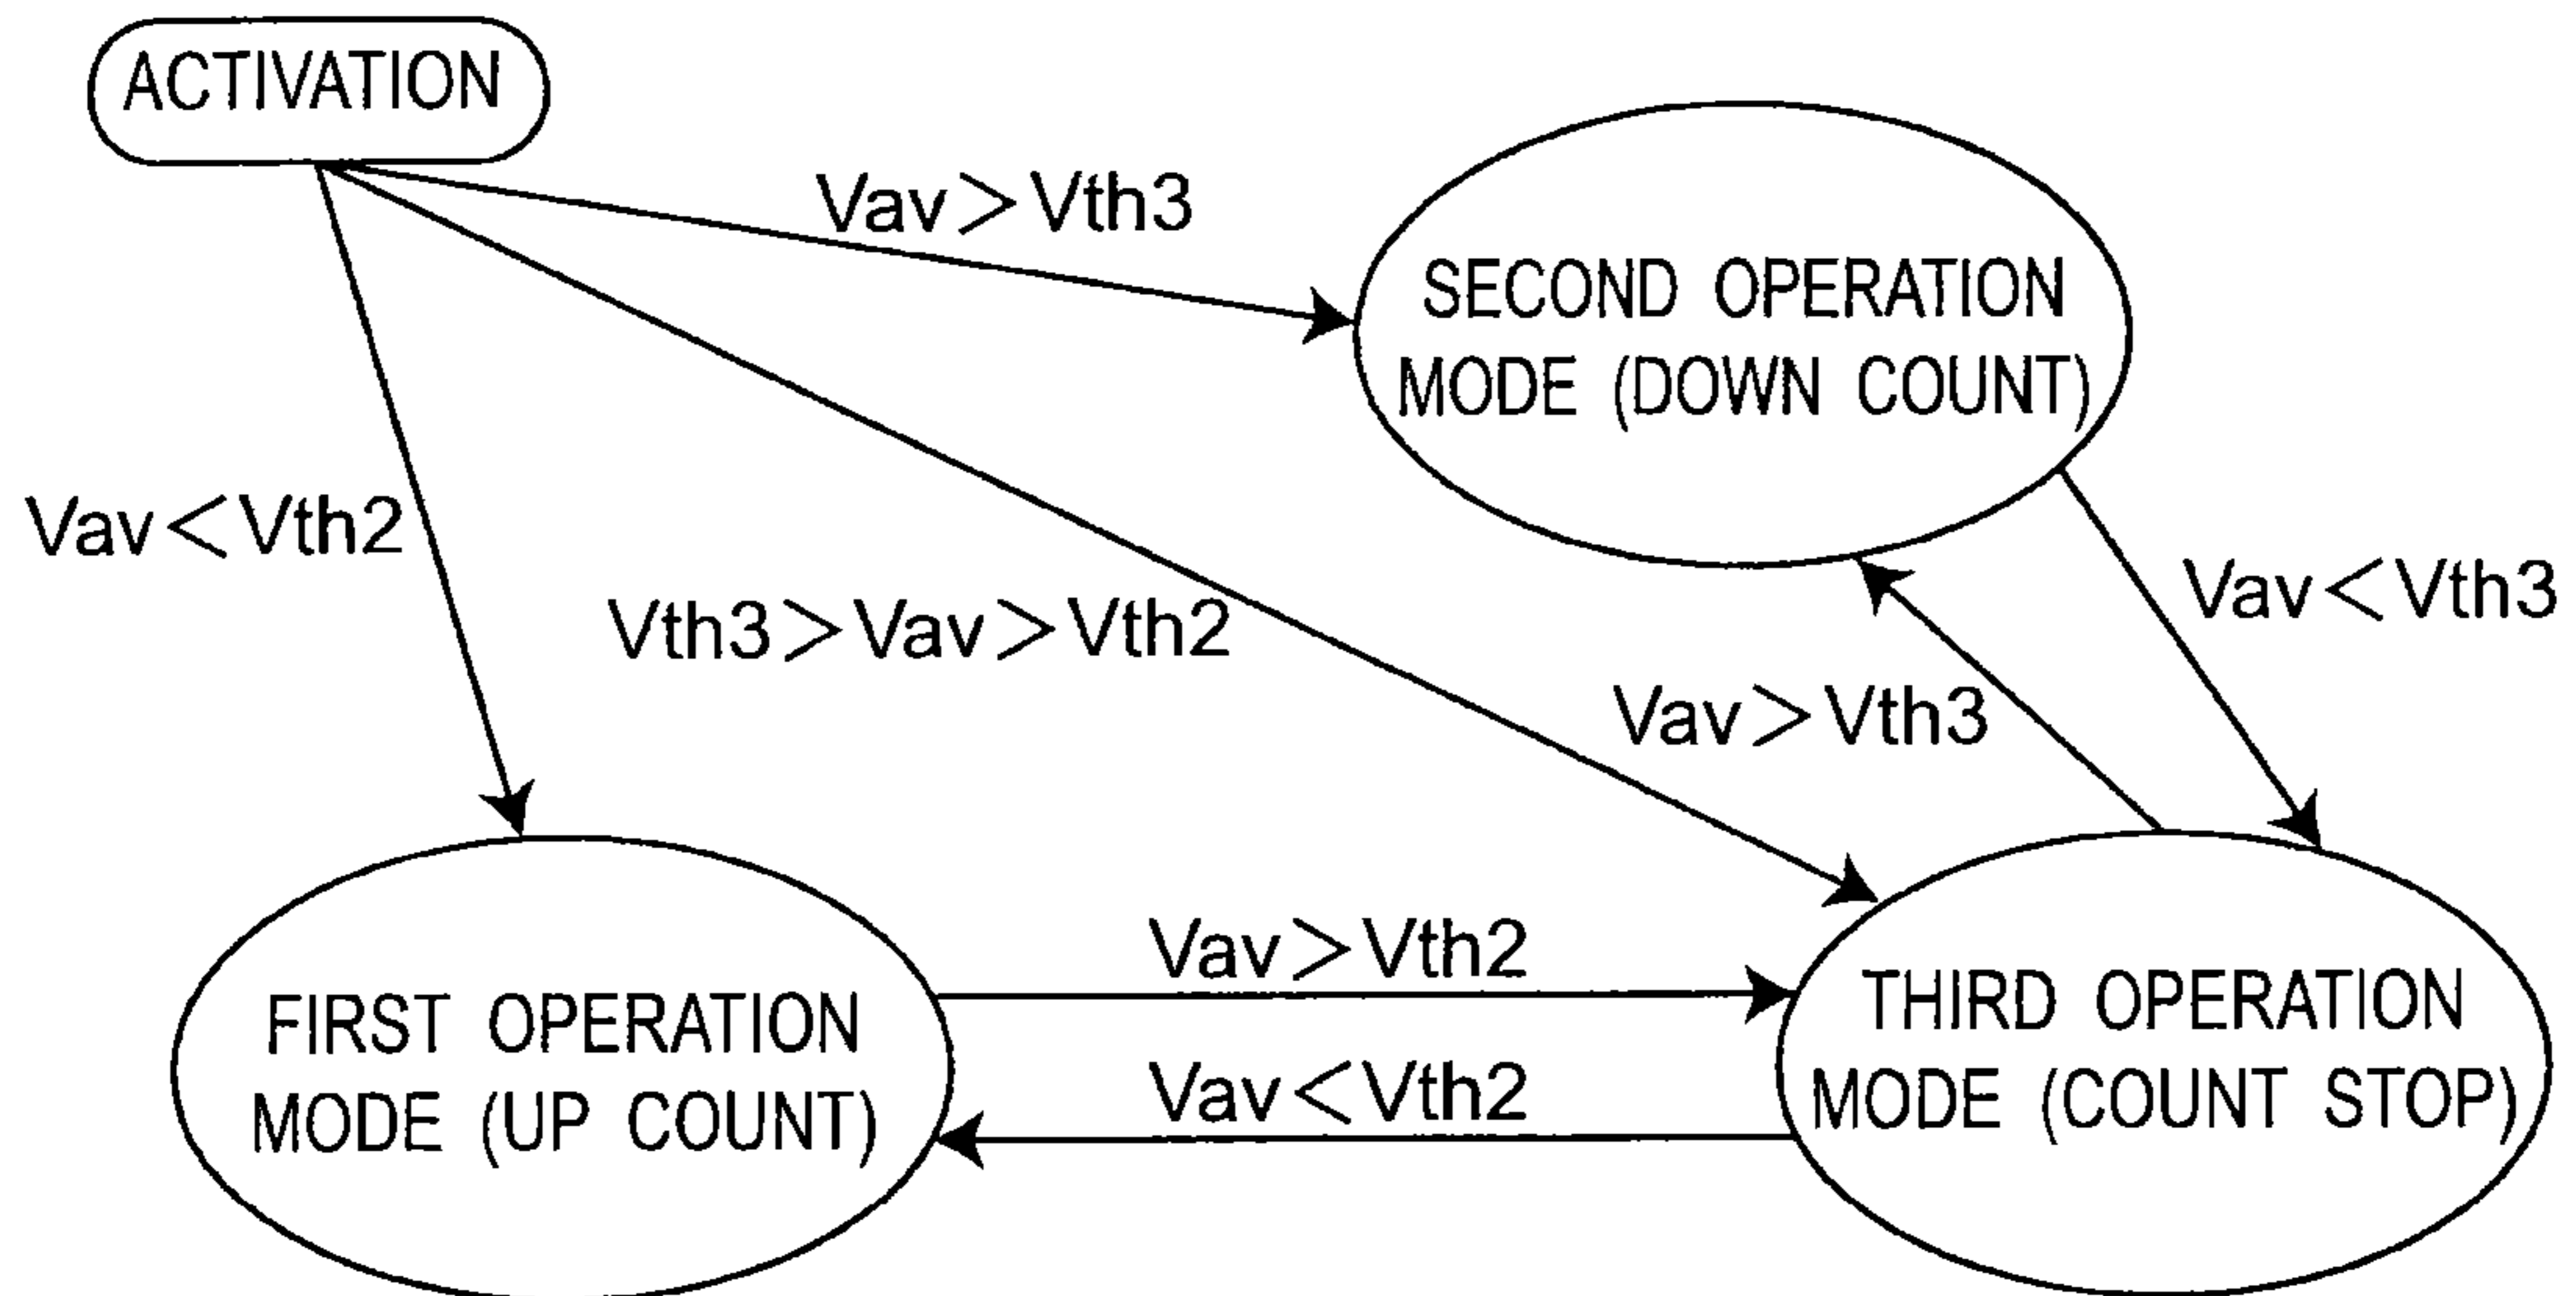 ACTIVATION
Vav>Vth3
SECOND OPERATION
MODE (DOWN COUNT)
Vav<Vth2
Vth3>Vav>Vth2
Vav<Vth3
Vav>Vth3
Vav>Vth2
FIRST OPERATION
MODE (UP COUNT)
THIRD OPERATION
MODE (COUNT STOP)
Vav<Vth2